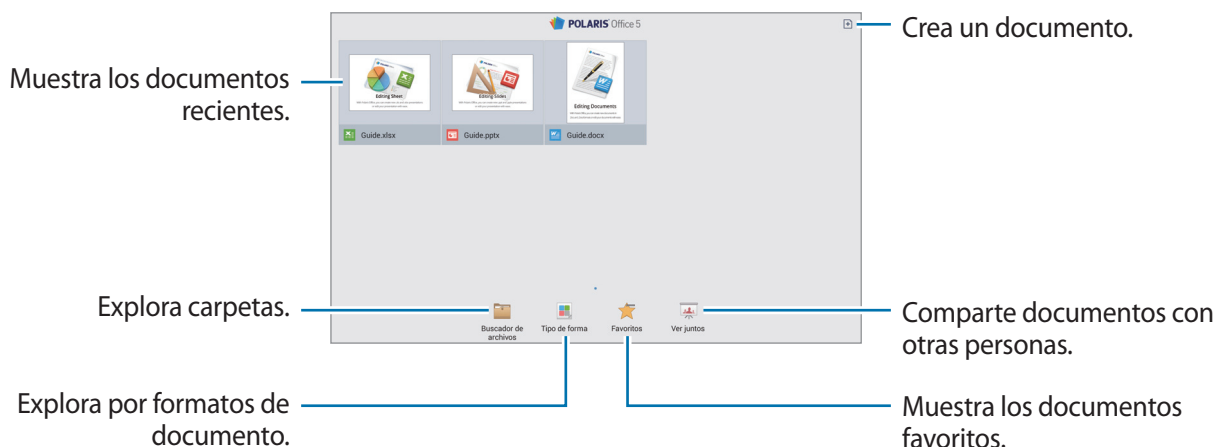 POLARIS Office 5
Crea un documento.
Muestra los documentos
recientes.
Editing Sheet
Editing Slides
Editing Documents
Guide.xlsx
Guide.pptx
Guide.docx
Explora carpetas.
Buscador de
archivos
Tipo de forma
Favoritos
Ver juntos
Comparte documentos con
otras personas.
Explora por formatos de
documento.
Muestra los documentos
favoritos.